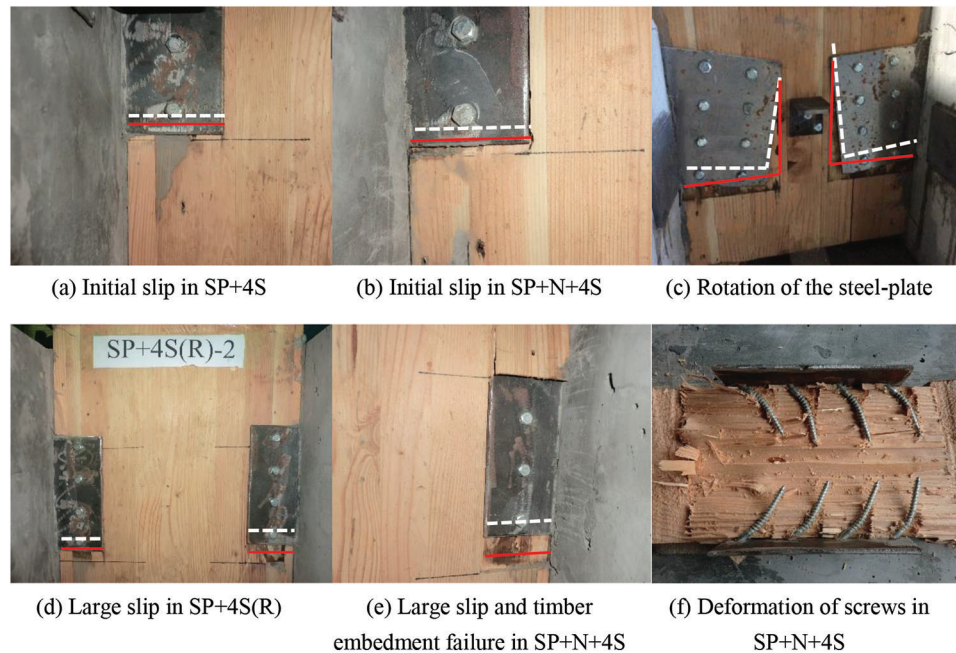 (a) Initial slip in SP+4S
(b) Initial slip in SP+N+4S
(c) Rotation of the steel-plate
SP+4S(R)-2
(d) Large slip in SP+4S(R)
(e) Large slip and timber
embedment failure in SP+N+4S
(f) Deformation of screws in
SP+N+4S